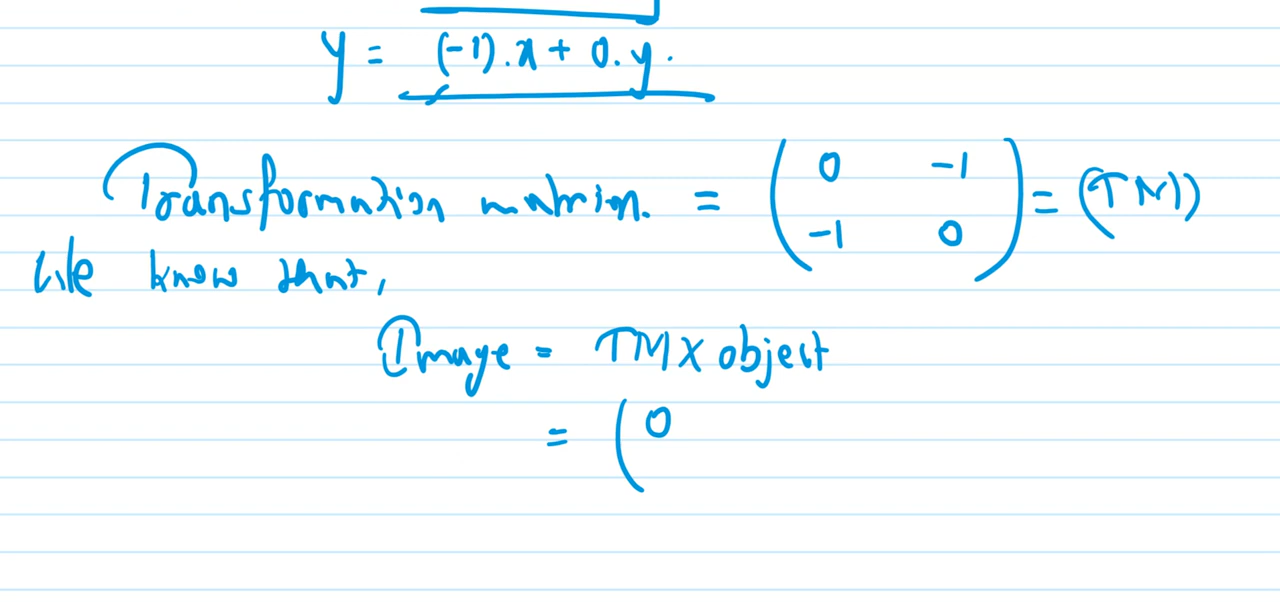 y = (-1).x + 0.y.
Transformation matrix. = ( 0 -1 ) = (TM)
( -1 0 )
We know that,
Image = TM X object
= ( 0